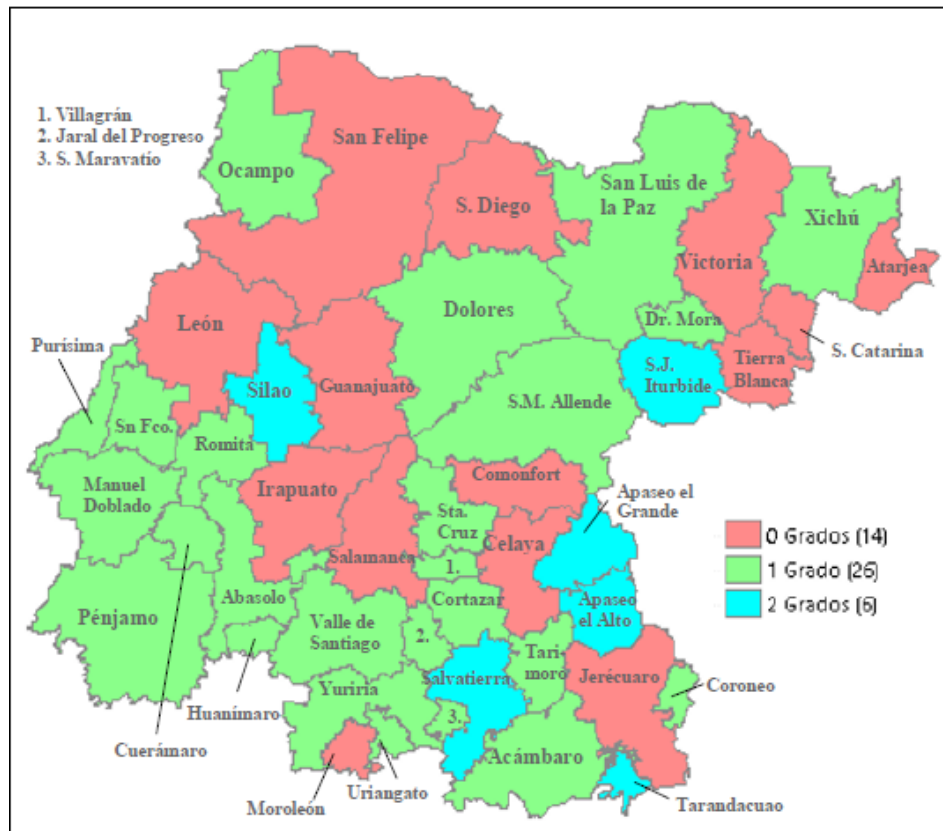 1. Villagrán
2. Jaral del Progreso
3. S. Maravatío
San Felipe
Ocampo
San Luis de
la Paz
S. Diego
Xichú
Victoria
Atarjea
Dolores
León
Dr. Mora
Purísima
S. Catarina
S.J.
Iturbide
Tierra
Blanca
Silao
Guanajuato
S.M. Allende
Sn Fco.
Romita
Comonfort
Manuel
Doblado
Irapuato
Apaseo el
Grande
Sta.
Cruz
0 Grados (14)
Celaya
Salamanca
1 Grado (26)
1.
Abasolo
Cortazar
Apaseo
el Alto
2 Grados (6)
Pénjamo
Valle de
Santiago
2.
Tari-
moro
Salvatierra
Jerécuaro
Coroneo
Yuriria
Huanímaro
3.
Cuerámaro
Acámbaro
Uriangato
Moroleón
Tarandacuao